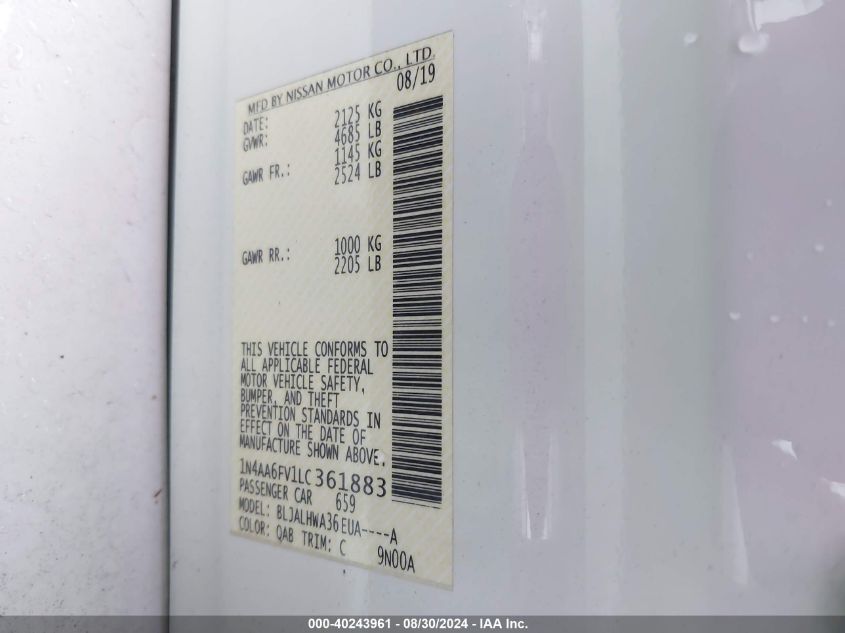 MFD BY NISSAN MOTOR CO., LTD.
DATE: 08/19
GVWR: 2125 KG
4685 LB
GAWR FR.: 1145 KG
2524 LB
GAWR RR.: 1000 KG
2205 LB
THIS VEHICLE CONFORMS TO
ALL APPLICABLE FEDERAL
MOTOR VEHICLE SAFETY,
BUMPER, AND THEFT
PREVENTION STANDARDS IN
EFFECT ON THE DATE OF
MANUFACTURE SHOWN ABOVE.
1N4AA6FV1LC361883
PASSENGER CAR 659
MODEL: BLJALHWA36EUA----A
COLOR: QAB TRIM: C 9N00A
000-40243961 - 08/30/2024 - IAA Inc.